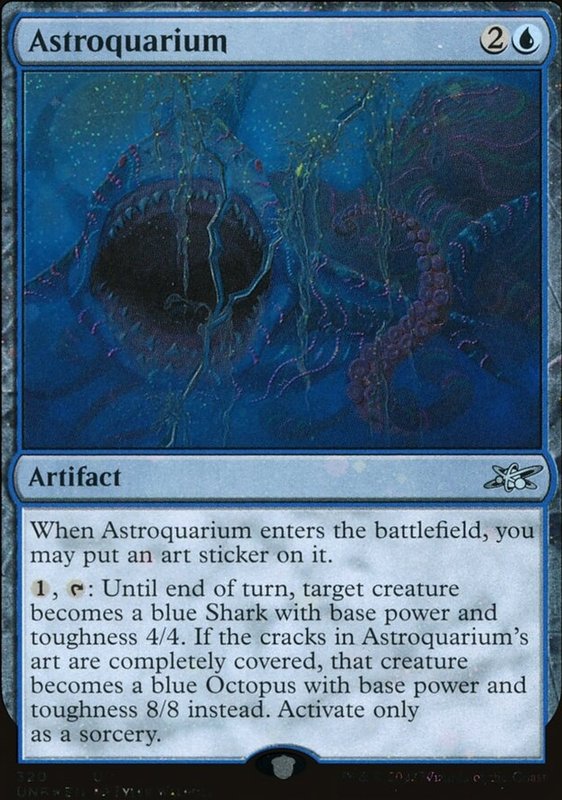 Astroquarium 2
Artifact
When Astroquarium enters the battlefield, you
may put an art sticker on it.
1, : Until end of turn, target creature
becomes a blue Shark with base power and
toughness 4/4. If the cracks in Astroquarium's
art are completely covered, that creature
becomes a blue Octopus with base power and
toughness 8/8 instead. Activate only
as a sorcery.
320